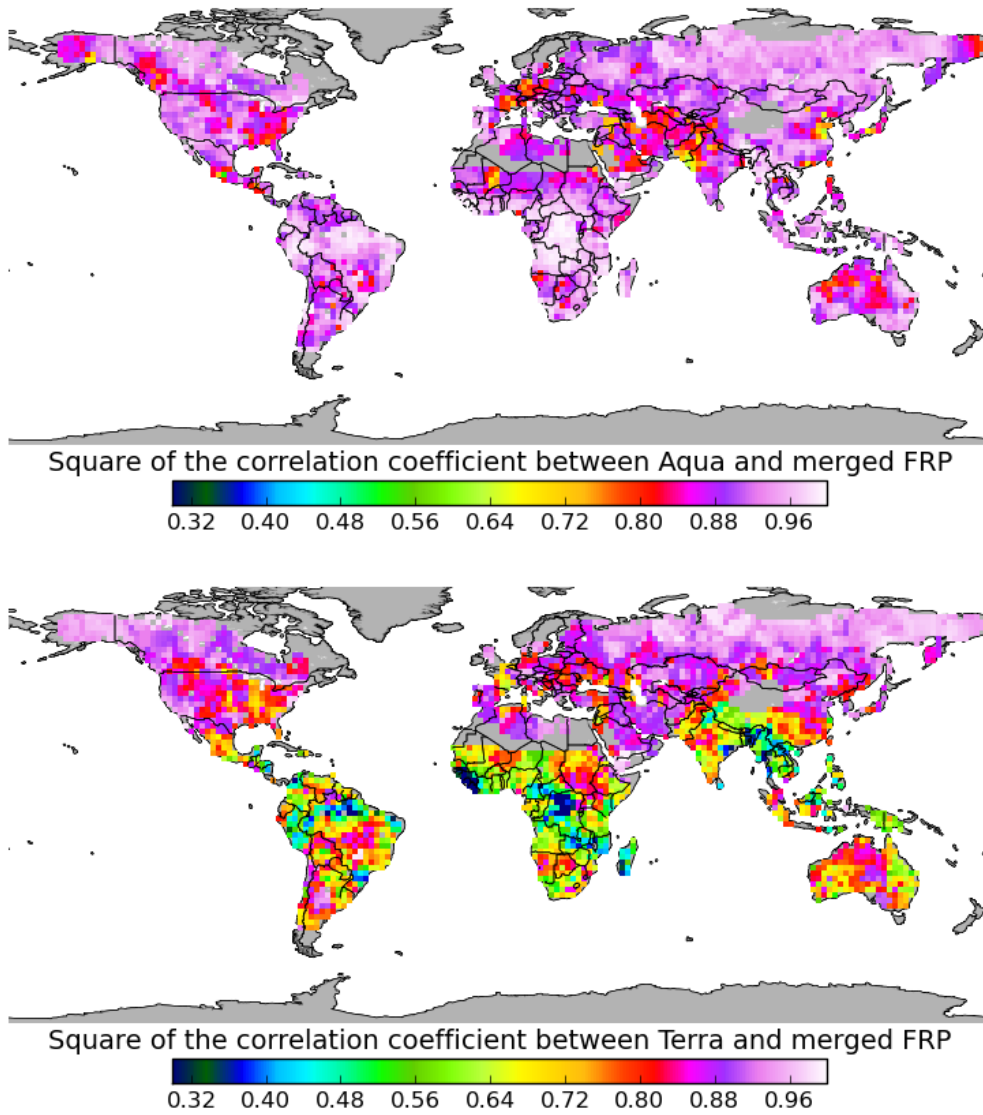 Square of the correlation coefficient between Aqua and merged FRP
0.32 0.40 0.48 0.56 0.64 0.72 0.80 0.88 0.96
Square of the correlation coefficient between Terra and merged FRP
0.32 0.40 0.48 0.56 0.64 0.72 0.80 0.88 0.96